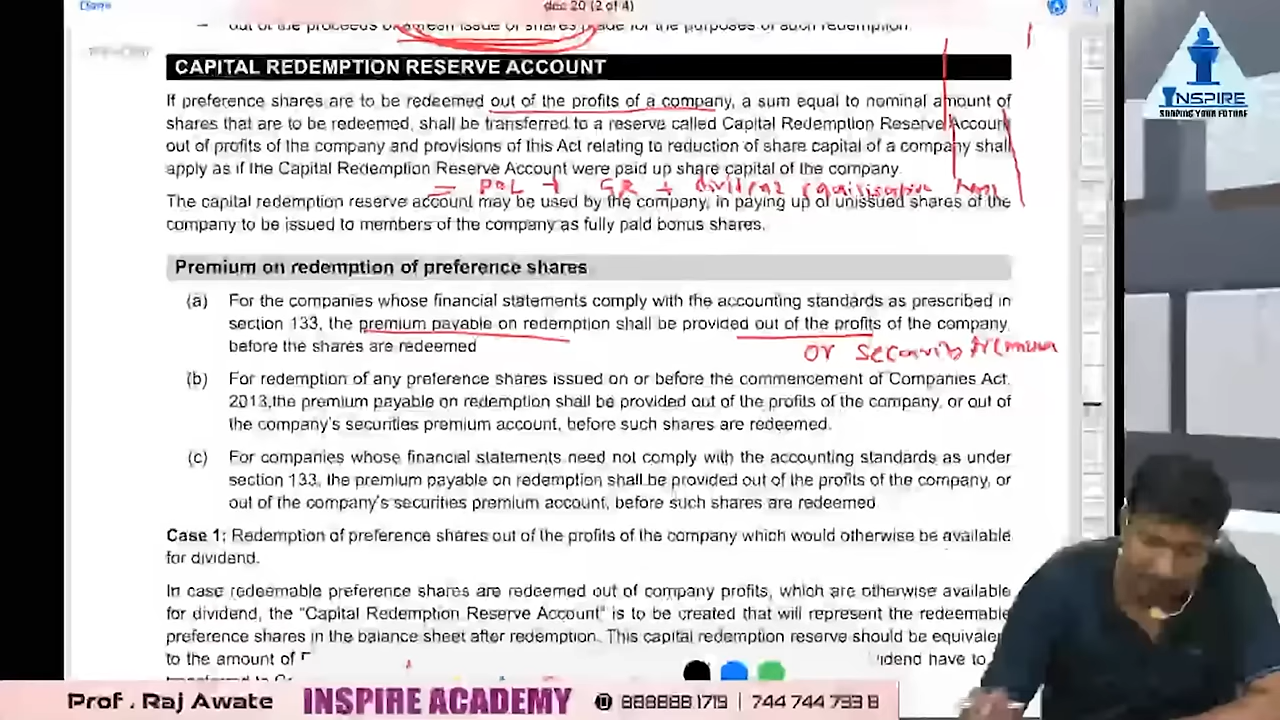 dec 20 (2 of 4)
out of the proceeds of a fresh issue of shares made for the purposes of such redemption.
CAPITAL REDEMPTION RESERVE ACCOUNT
If preference shares are to be redeemed out of the profits of a company, a sum equal to nominal amount of
shares that are to be redeemed, shall be transferred to a reserve called Capital Redemption Reserve Account
out of profits of the company and provisions of this Act relating to reduction of share capital of a company shall
apply as if the Capital Redemption Reserve Account were paid up share capital of the company.
= P&L + GR + dividend equilisation
The capital redemption reserve account may be used by the company, in paying up of unissued shares of the
company to be issued to members of the company as fully paid bonus shares.
Premium on redemption of preference shares
(a) For the companies whose financial statements comply with the accounting standards as prescribed in
section 133, the premium payable on redemption shall be provided out of the profits of the company,
before the shares are redeemed
or security premium
(b) For redemption of any preference shares issued on or before the commencement of Companies Act,
2013,the premium payable on redemption shall be provided out of the profits of the company, or out of
the company's securities premium account, before such shares are redeemed.
(c) For companies whose financial statements need not comply with the accounting standards as under
section 133, the premium payable on redemption shall be provided out of the profits of the company, or
out of the company's securities premium account, before such shares are redeemed
Case 1: Redemption of preference shares out of the profits of the company which would otherwise be available
for dividend.
In case redeemable preference shares are redeemed out of company profits, which are otherwise available
for dividend, the "Capital Redemption Reserve Account" is to be created that will represent the redeemable
preference shares in the balance sheet after redemption. This capital redemption reserve should be equivalen
to the amount of
idend have to
INSPIRE
SHAPING YOUR FUTURE
Prof . Raj Awate INSPIRE ACADEMY 888888 1719 | 744 744 793 8